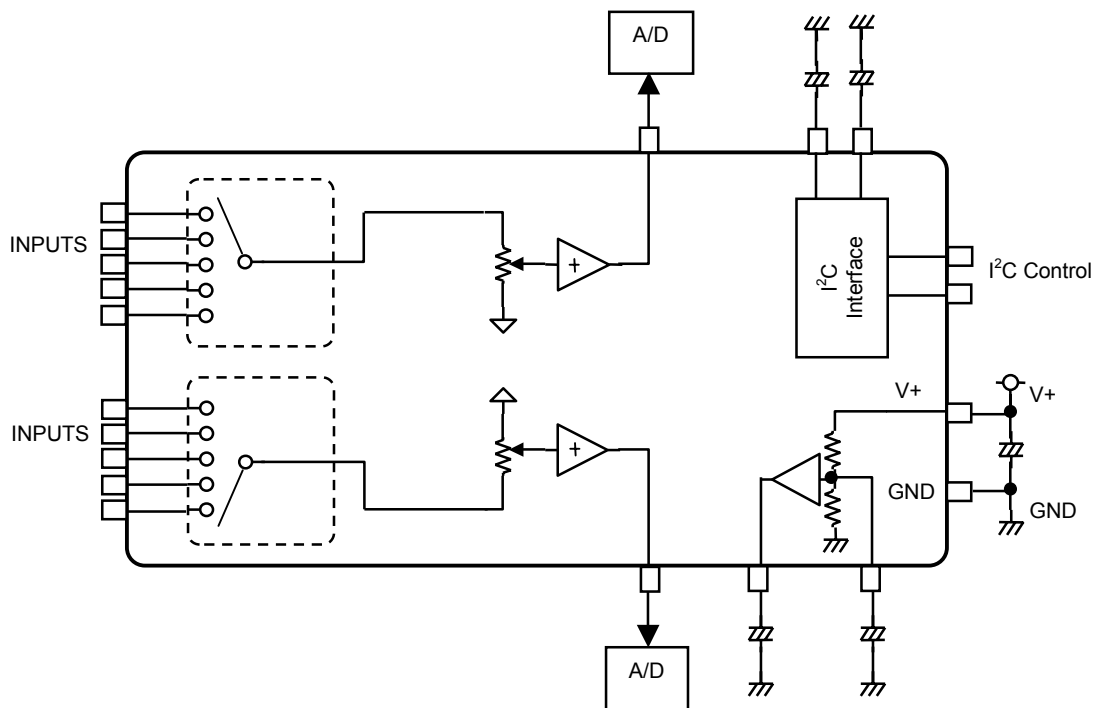 A/D
INPUTS
I²C
Interface
I²C Control
INPUTS
+
+
V+
V+
GND
GND
A/D